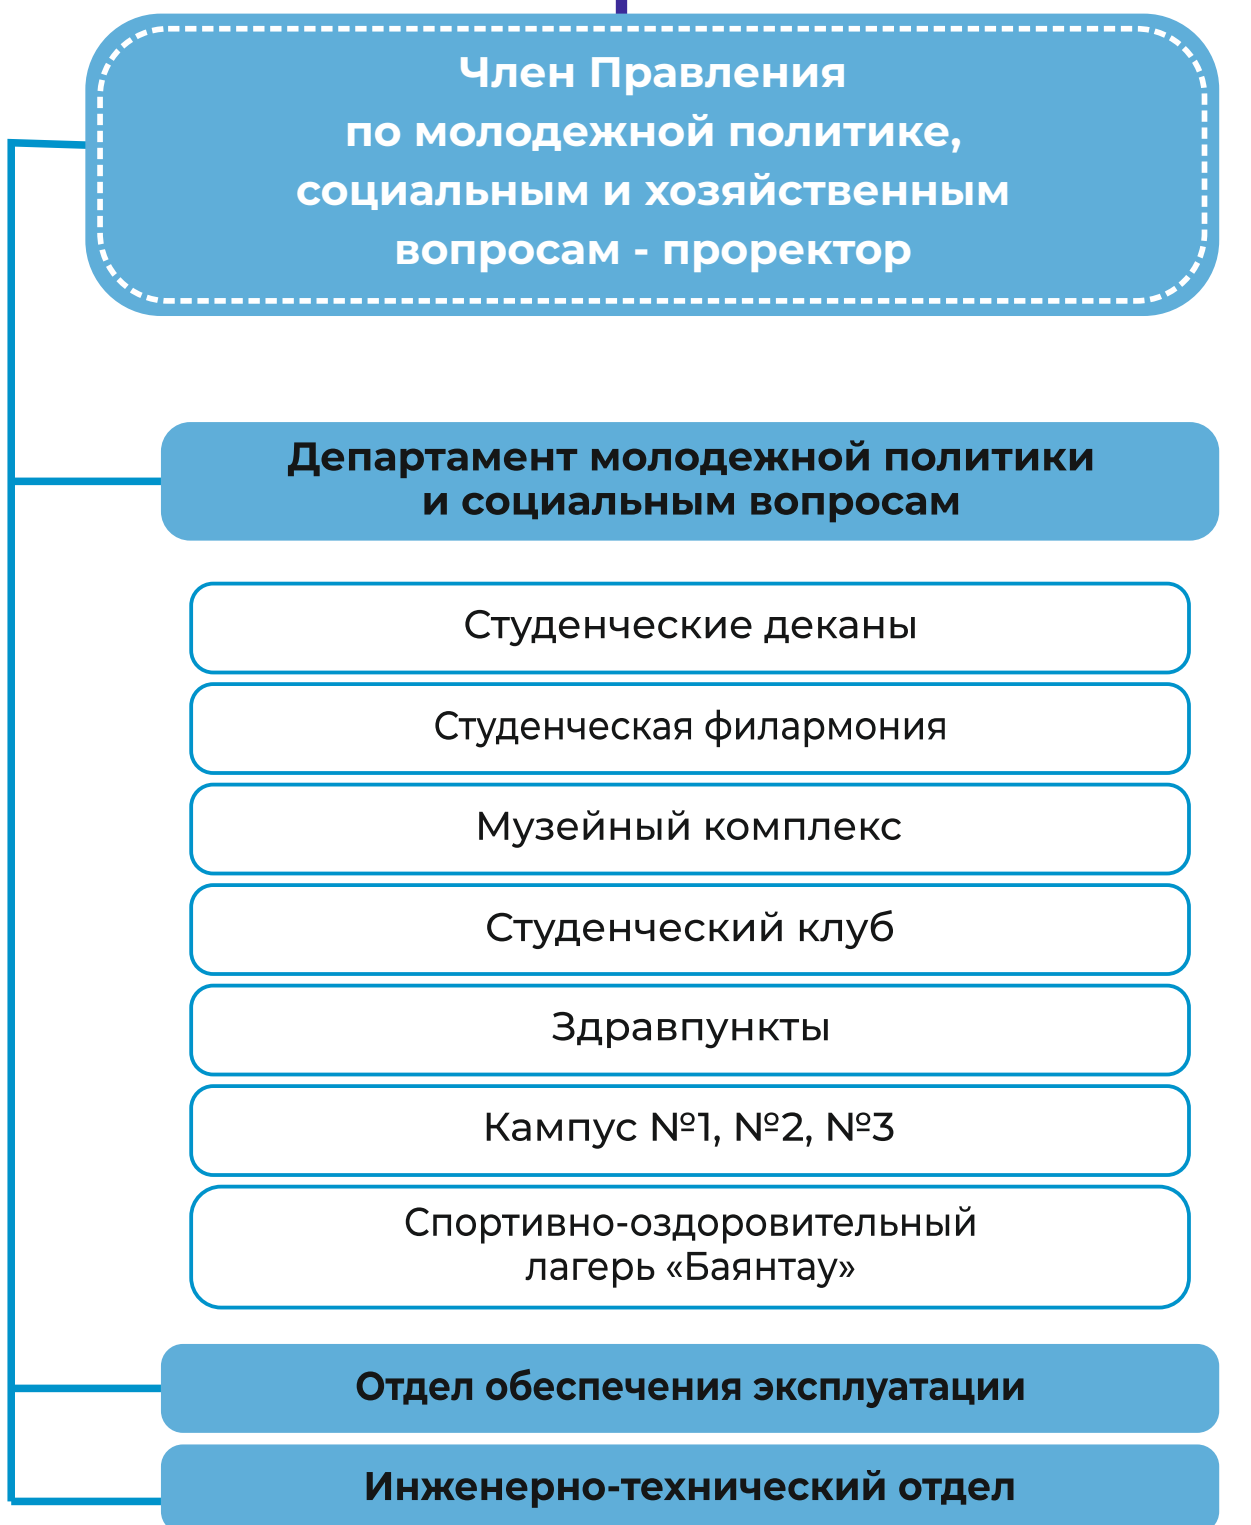 Член Правления
по молодежной политике,
социальным и хозяйственным
вопросам - проректор
Департамент молодежной политики
и социальным вопросам
Студенческие деканы
Студенческая филармония
Музейный комплекс
Студенческий клуб
Здравпункты
Кампус №1, №2, №3
Спортивно-оздоровительный
лагерь «Баянтау»
Отдел обеспечения эксплуатации
Инженерно-технический отдел